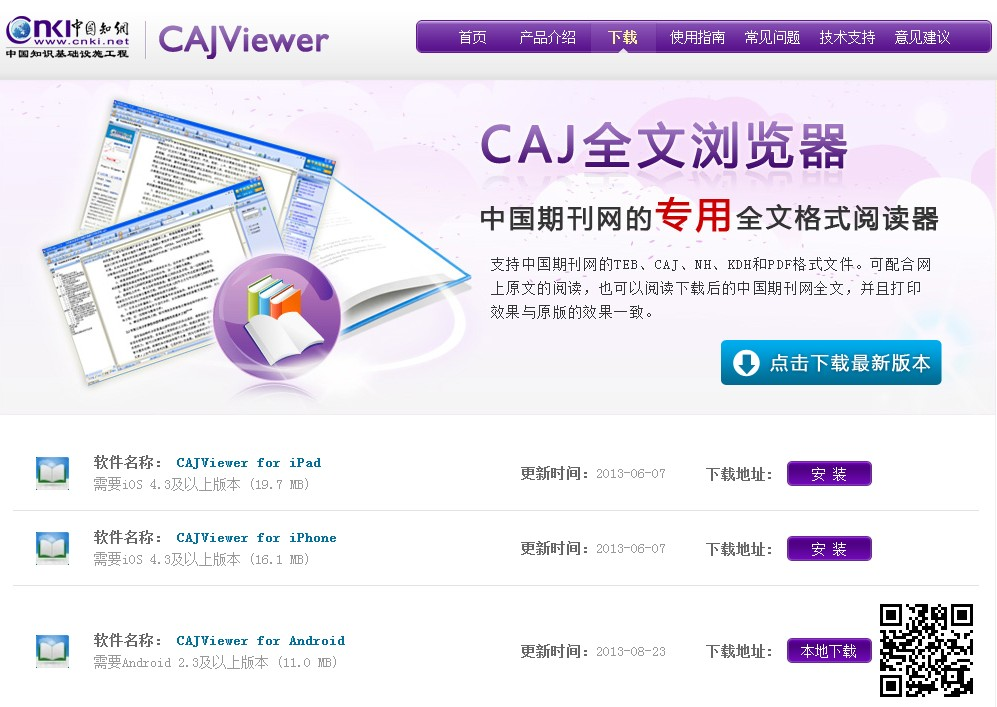 cnki中国知网
www.cnki.net
中国知识基础设施工程
CAJViewer
首页 产品介绍 下载 使用指南 常见问题 技术支持 意见建议
CAJ全文浏览器
中国期刊网的专用全文格式阅读器
支持中国期刊网的TEB、CAJ、NH、KDH和PDF格式文件。可配合网
上原文的阅读，也可以阅读下载后的中国期刊网全文，并且打印
效果与原版的效果一致。
点击下载最新版本
软件名称： CAJViewer for iPad
需要iOS 4.3及以上版本 (19.7 MB)
更新时间：2013-06-07
下载地址： 安 装
软件名称： CAJViewer for iPhone
需要iOS 4.3及以上版本 (16.1 MB)
更新时间：2013-06-07
下载地址： 安 装
软件名称： CAJViewer for Android
需要Android 2.3及以上版本 (11.0 MB)
更新时间：2013-08-23
下载地址： 本地下载